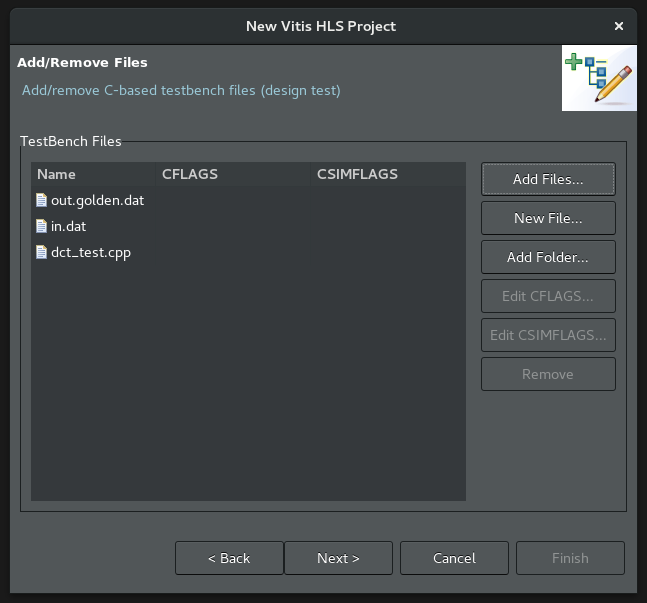 New Vitis HLS Project
×
Add/Remove Files
Add/remove C-based testbench files (design test)
TestBench Files
Name CFLAGS CSIMFLAGS
out.golden.dat
in.dat
dct_test.cpp
Add Files...
New File...
Add Folder...
Edit CFLAGS...
Edit CSIMFLAGS...
Remove
< Back Next > Cancel Finish